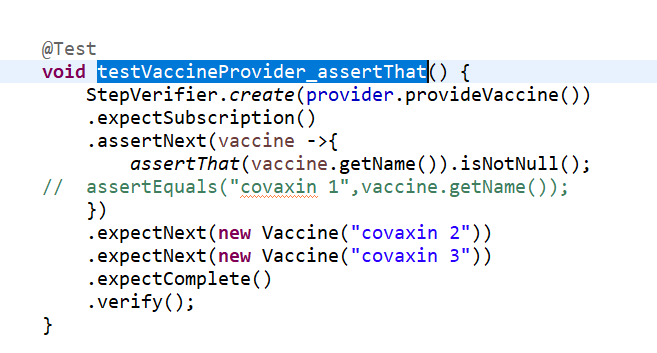 @Test
void testVaccineProvider_assertThat() {
    StepVerifier.create(provider.provideVaccine())
    .expectSubscription()
    .assertNext(vaccine ->{
        assertThat(vaccine.getName()).isNotNull();
//  assertEquals("covaxin 1",vaccine.getName());
    })
    .expectNext(new Vaccine("covaxin 2"))
    .expectNext(new Vaccine("covaxin 3"))
    .expectComplete()
    .verify();
}